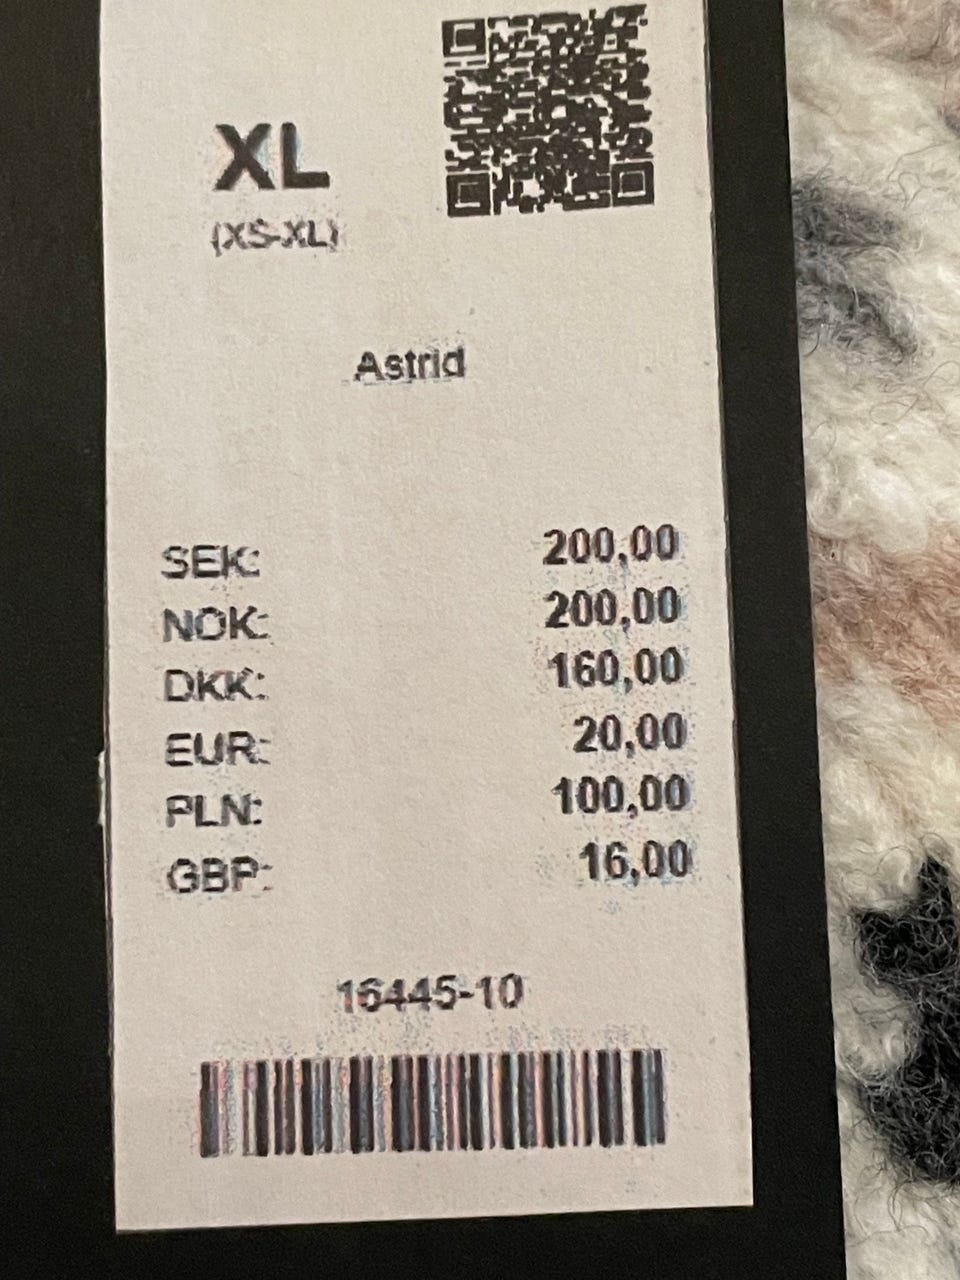 XL
(XS-XL)
Astrid
SEK: 200,00
NOK: 200,00
DKK: 160,00
EUR: 20,00
PLN: 100,00
GBP: 16,00
16445-10